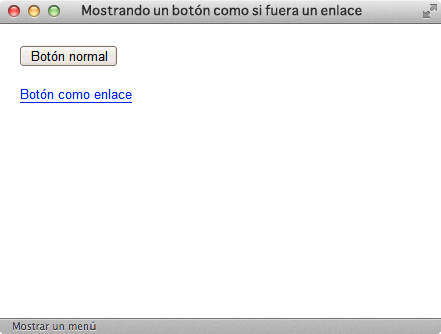 Mostrando un botón como si fuera un enlace
Botón normal
Botón como enlace
Mostrar un menú